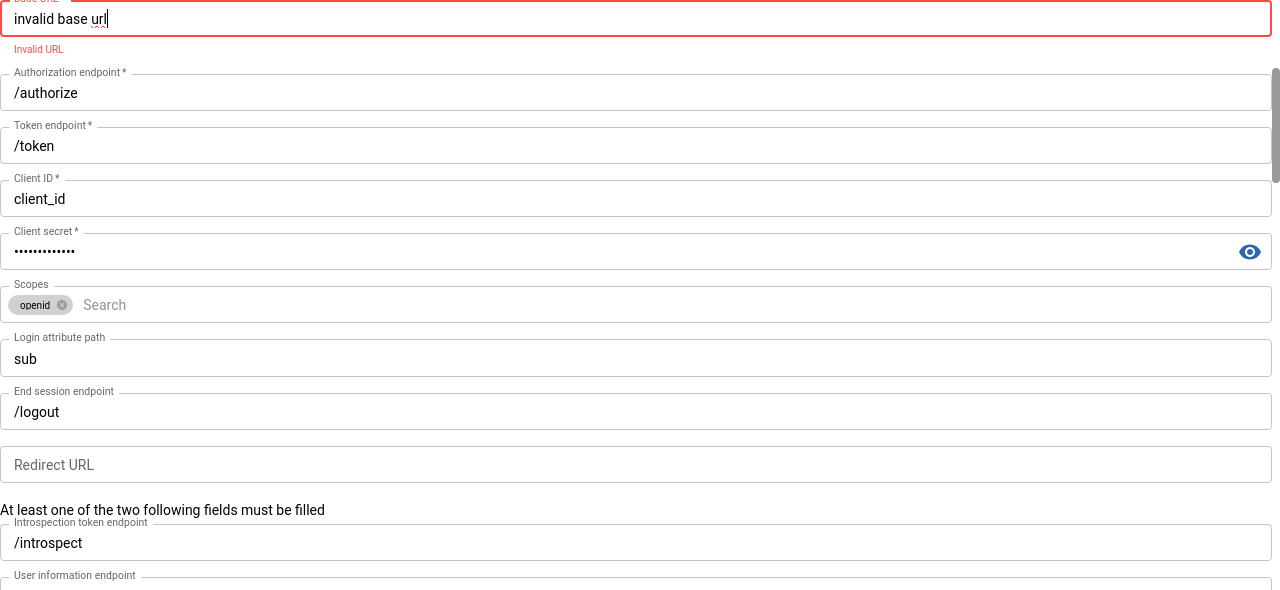 Base URL *
invalid base url
Invalid URL
Authorization endpoint *
/authorize
Token endpoint *
/token
Client ID *
client_id
Client secret *
•••••••••••••
Scopes
openid Search
Login attribute path
sub
End session endpoint
/logout
Redirect URL
At least one of the two following fields must be filled
Introspection token endpoint
/introspect
User information endpoint